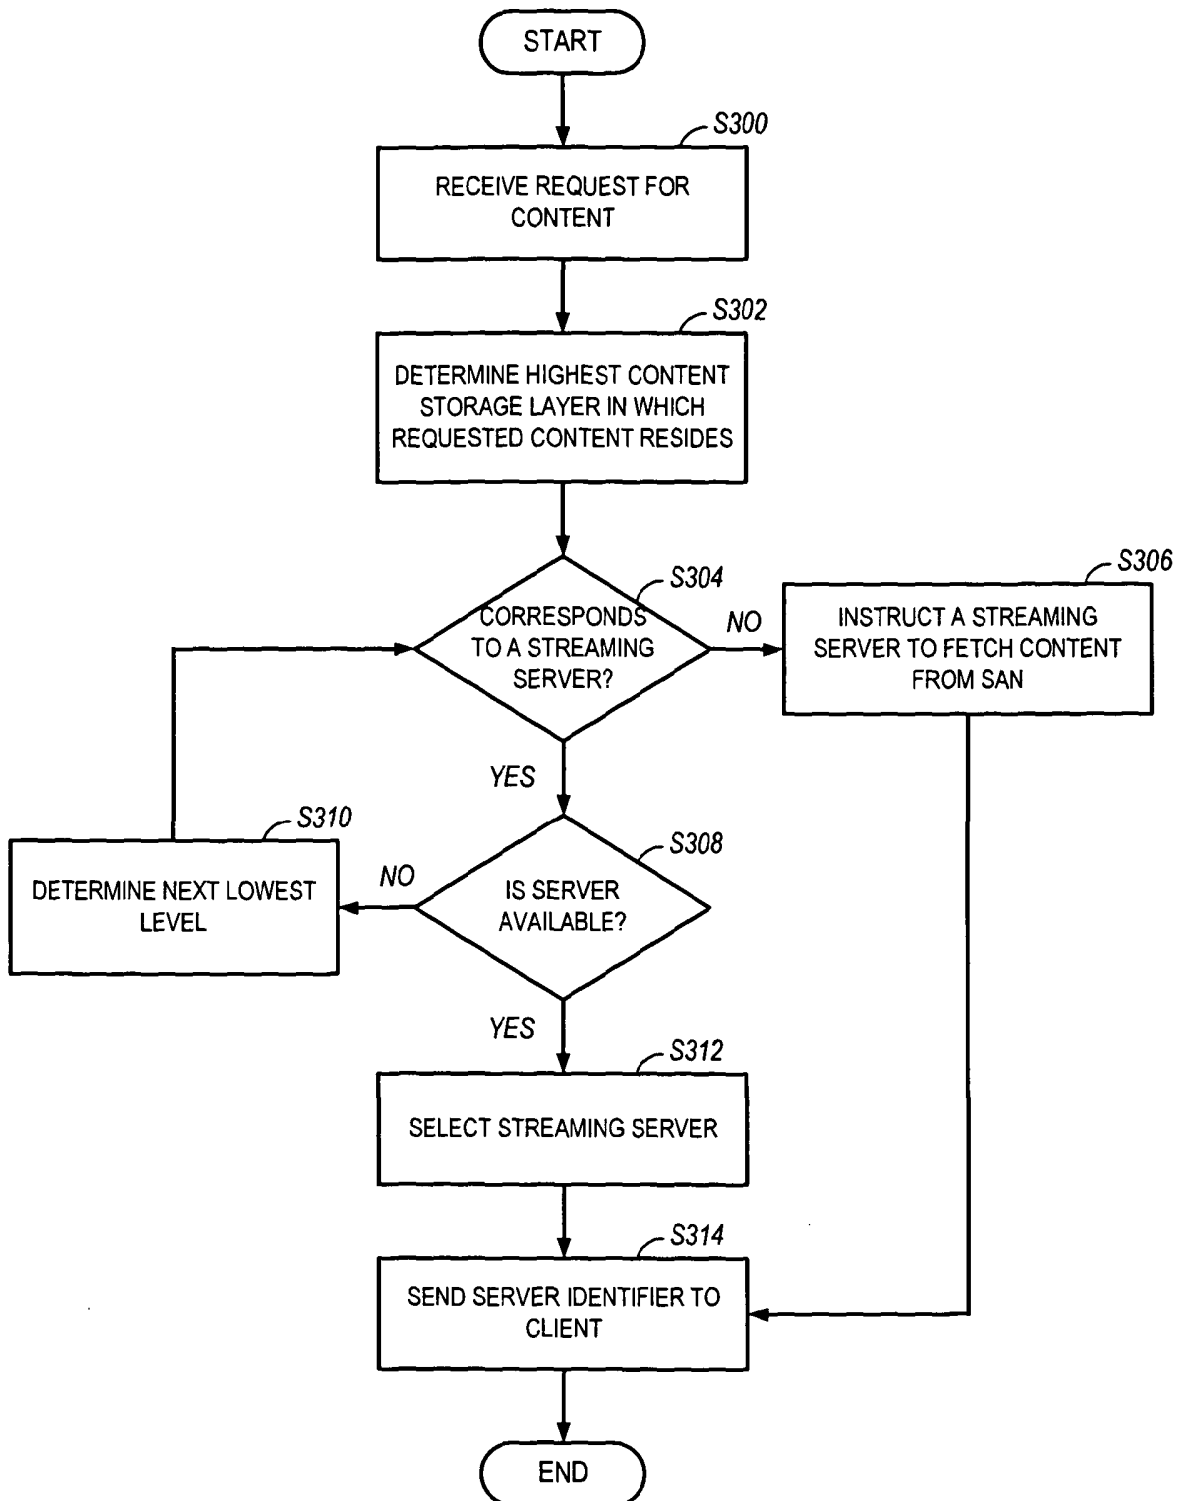 START
S300
RECEIVE REQUEST FOR
CONTENT
S302
DETERMINE HIGHEST CONTENT
STORAGE LAYER IN WHICH
REQUESTED CONTENT RESIDES
S304
CORRESPONDS
TO A STREAMING
SERVER?
NO
S306
INSTRUCT A STREAMING
SERVER TO FETCH CONTENT
FROM SAN
YES
S310
DETERMINE NEXT LOWEST
LEVEL
NO
S308
IS SERVER
AVAILABLE?
YES
S312
SELECT STREAMING SERVER
S314
SEND SERVER IDENTIFIER TO
CLIENT
END